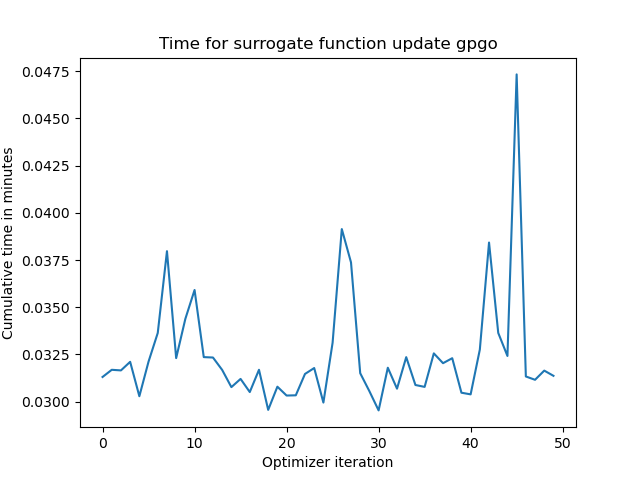 Time for surrogate function update gpgo
Cumulative time in minutes
0.0475
0.0450
0.0425
0.0400
0.0375
0.0350
0.0325
0.0300
0 10 20 30 40 50
Optimizer iteration